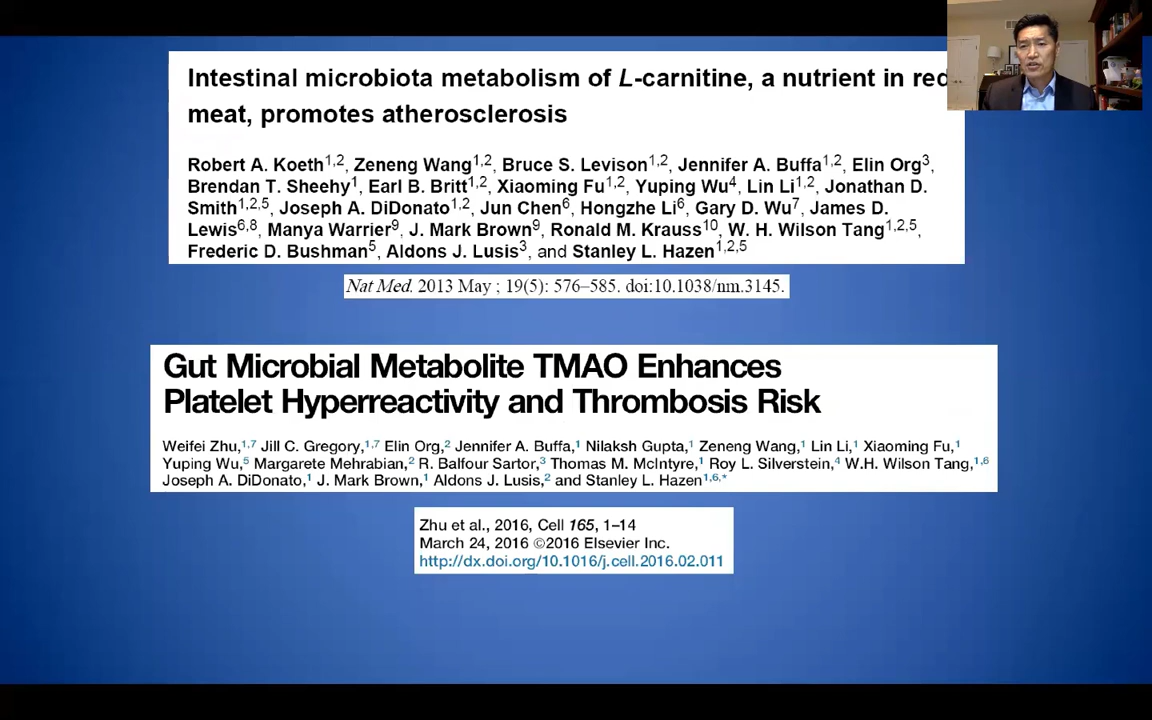 Intestinal microbiota metabolism of L-carnitine, a nutrient in red
meat, promotes atherosclerosis
Robert A. Koeth1,2, Zeneng Wang1,2, Bruce S. Levison1,2, Jennifer A. Buffa1,2, Elin Org3,
Brendan T. Sheehy1, Earl B. Britt1,2, Xiaoming Fu1,2, Yuping Wu4, Lin Li1,2, Jonathan D.
Smith1,2,5, Joseph A. DiDonato1,2, Jun Chen6, Hongzhe Li6, Gary D. Wu7, James D.
Lewis6,8, Manya Warrier9, J. Mark Brown9, Ronald M. Krauss10, W. H. Wilson Tang1,2,5,
Frederic D. Bushman5, Aldons J. Lusis3, and Stanley L. Hazen1,2,5
Nat Med. 2013 May ; 19(5): 576–585. doi:10.1038/nm.3145.
Gut Microbial Metabolite TMAO Enhances
Platelet Hyperreactivity and Thrombosis Risk
Weifei Zhu,1,7 Jill C. Gregory,1,7 Elin Org,2 Jennifer A. Buffa,1 Nilaksh Gupta,1 Zeneng Wang,1 Lin Li,1 Xiaoming Fu,1
Yuping Wu,5 Margarete Mehrabian,2 R. Balfour Sartor,3 Thomas M. McIntyre,1 Roy L. Silverstein,4 W.H. Wilson Tang,1,6
Joseph A. DiDonato,1 J. Mark Brown,1 Aldons J. Lusis,2 and Stanley L. Hazen1,6,*
Zhu et al., 2016, Cell 165, 1–14
March 24, 2016 ©2016 Elsevier Inc.
http://dx.doi.org/10.1016/j.cell.2016.02.011